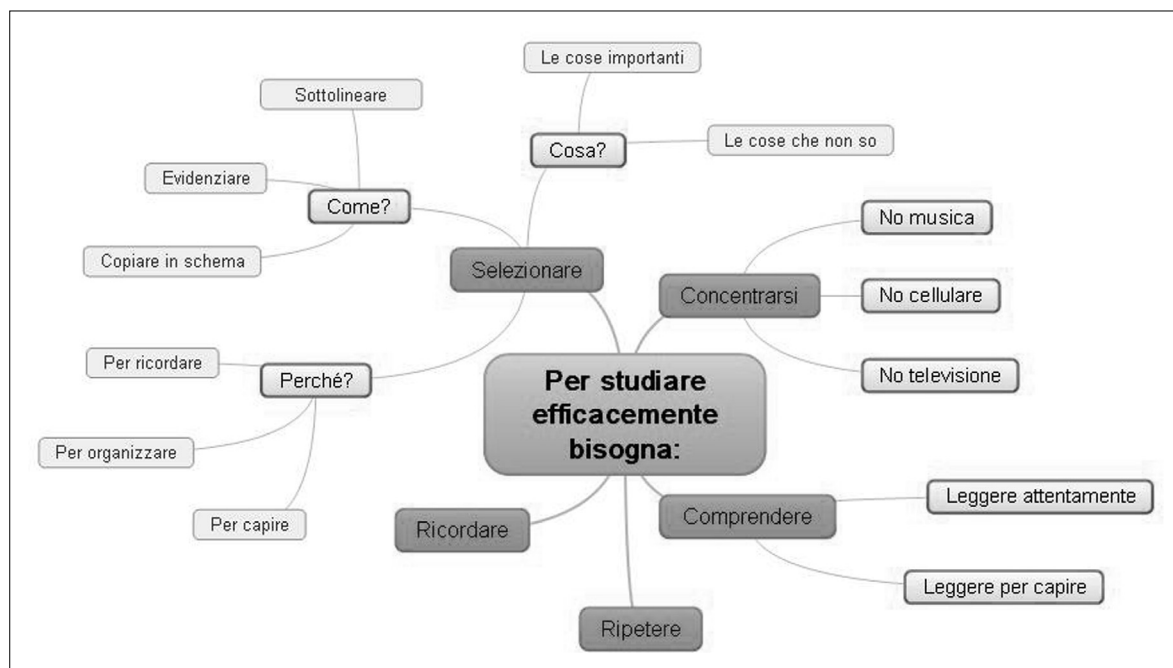 Le cose importanti
Sottolineare
Cosa?
Le cose che non so
Evidenziare
Come?
No musica
Copiare in schema
Selezionare
Concentrarsi
No cellulare
Per ricordare
Perché?
No televisione
Per studiare
efficacemente
bisogna:
Per organizzare
Leggere attentamente
Per capire
Ricordare
Comprendere
Leggere per capire
Ripetere